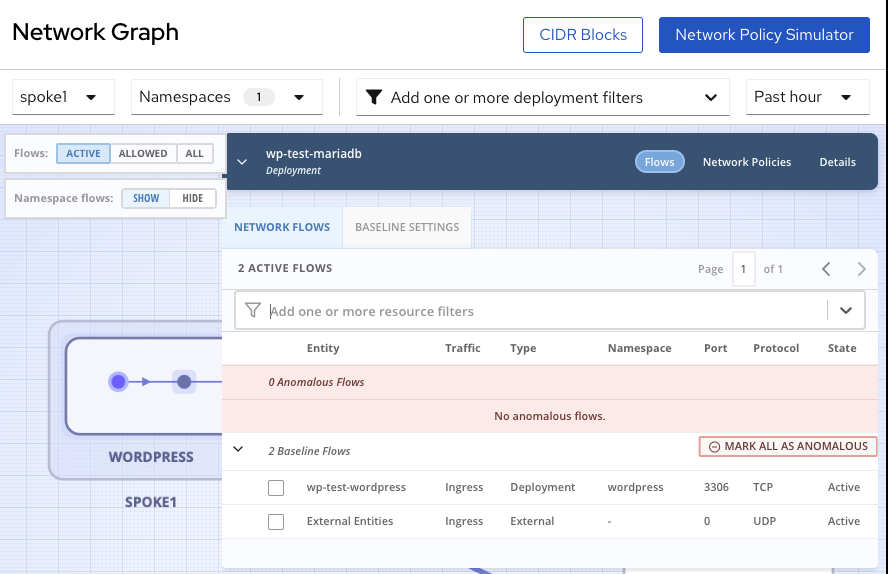 Network Graph
CIDR Blocks
Network Policy Simulator
spoke1
Namespaces 1
Add one or more deployment filters
Past hour
Flows: ACTIVE ALLOWED ALL
Namespace flows: SHOW HIDE
wp-test-mariadb
Deployment
Flows Network Policies Details
NETWORK FLOWS BASELINE SETTINGS
2 ACTIVE FLOWS Page 1 of 1
Add one or more resource filters
Entity Traffic Type Namespace Port Protocol State
0 Anomalous Flows
No anomalous flows.
2 Baseline Flows MARK ALL AS ANOMALOUS
wp-test-wordpress Ingress Deployment wordpress 3306 TCP Active
External Entities Ingress External - 0 UDP Active
WORDPRESS
SPOKE1